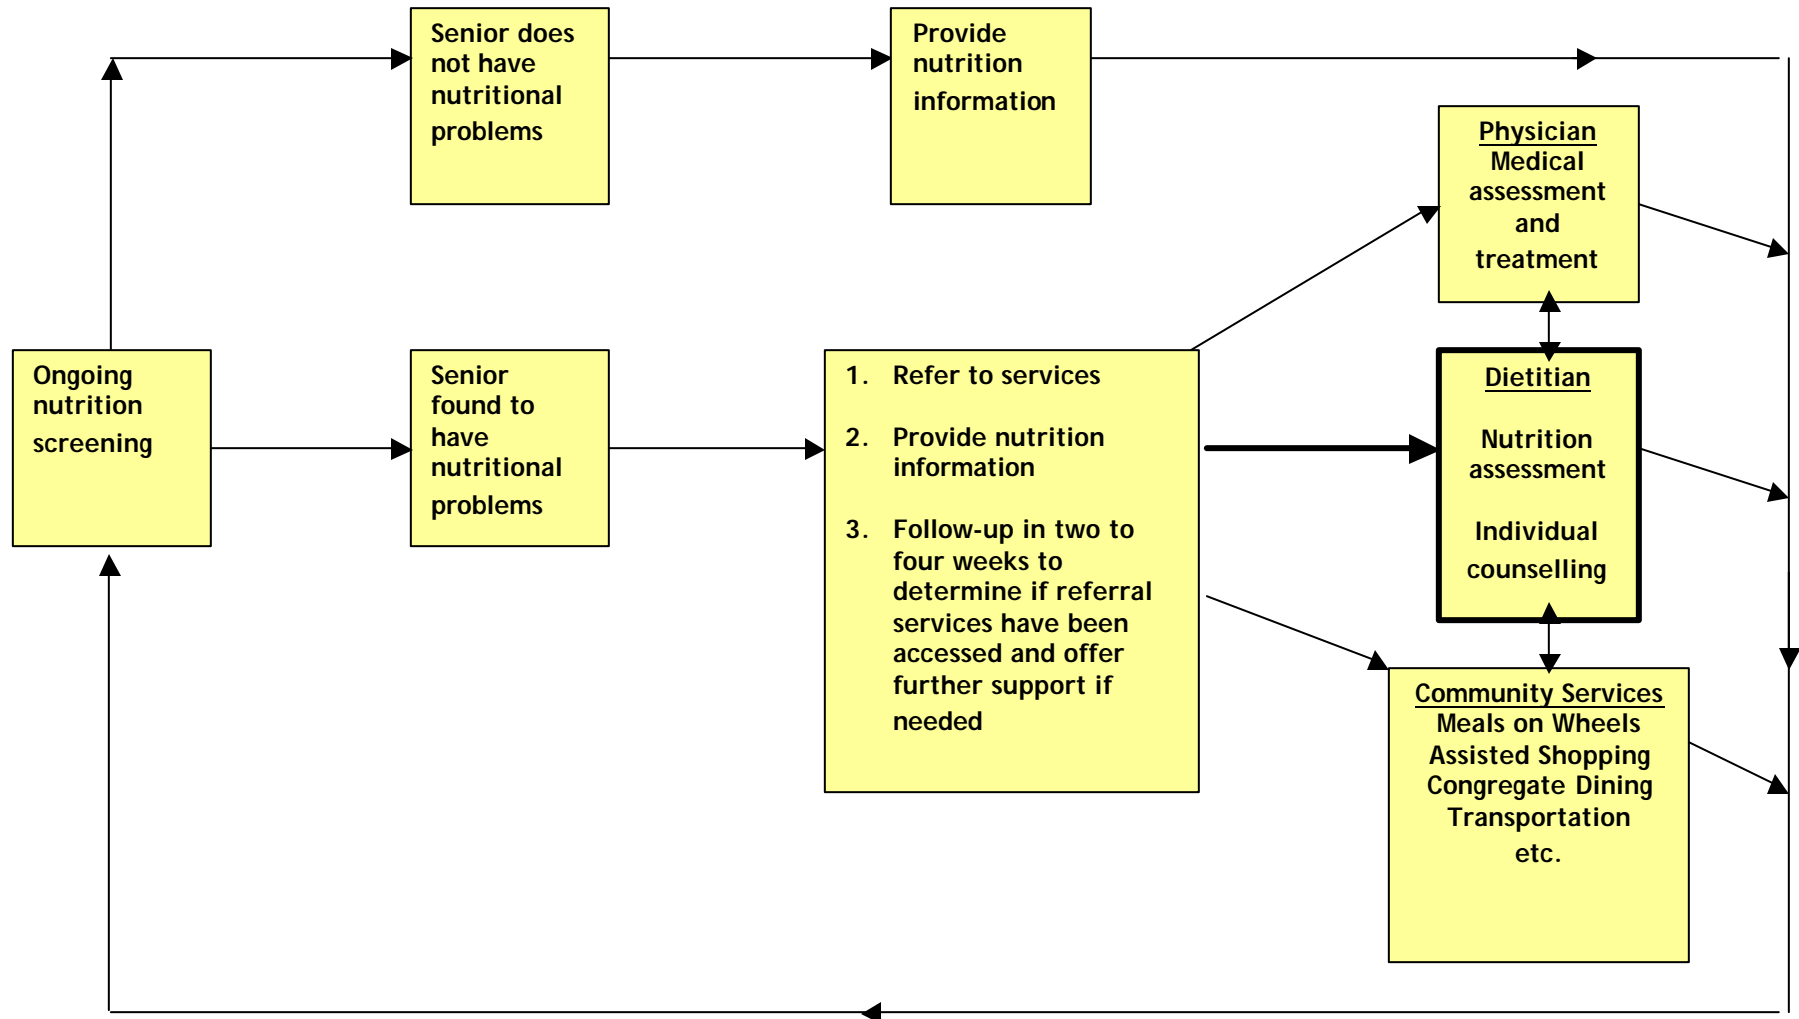 Senior does
not have
nutritional
problems
Provide
nutrition
information
Physician
Medical
assessment
and
treatment
Ongoing
nutrition
screening
Senior
found to
have
nutritional
problems
1. Refer to services
2. Provide nutrition
information
3. Follow-up in two to
four weeks to
determine if referral
services have been
accessed and offer
further support if
needed
Dietitian
Nutrition
assessment
Individual
counselling
Community Services
Meals on Wheels
Assisted Shopping
Congregate Dining
Transportation
etc.